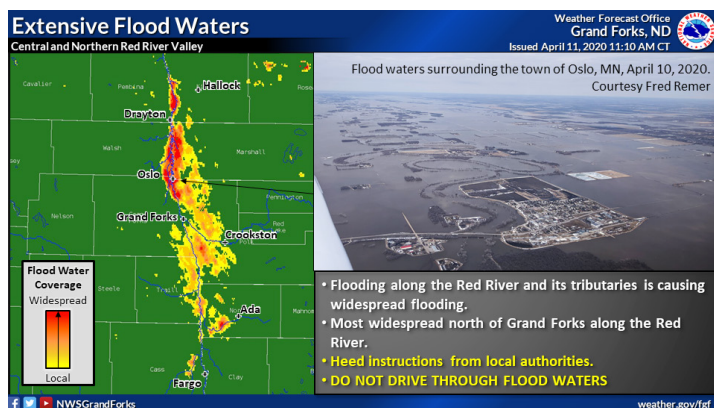 Extensive Flood Waters
Central and Northern Red River Valley
Weather Forecast Office
Grand Forks, ND
Issued April 11, 2020 11:10 AM CT
Cavalier
Pembina
Hallock
Drayton
Walsh
Marshall
Oslo
Pennington
Nelson
Grand Forks
Red
Lake
Crookston
Polk
Flood Water
Coverage
Widespread
Local
Steele
Traill
Ada
Mahnom
Cass
Fargo
Clay
Flood waters surrounding the town of Oslo, MN, April 10, 2020.
Courtesy Fred Remer
• Flooding along the Red River and its tributaries is causing
widespread flooding.
• Most widespread north of Grand Forks along the Red
River.
• Heed instructions from local authorities.
• DO NOT DRIVE THROUGH FLOOD WATERS
NWSGrandForks
weather.gov/fgf